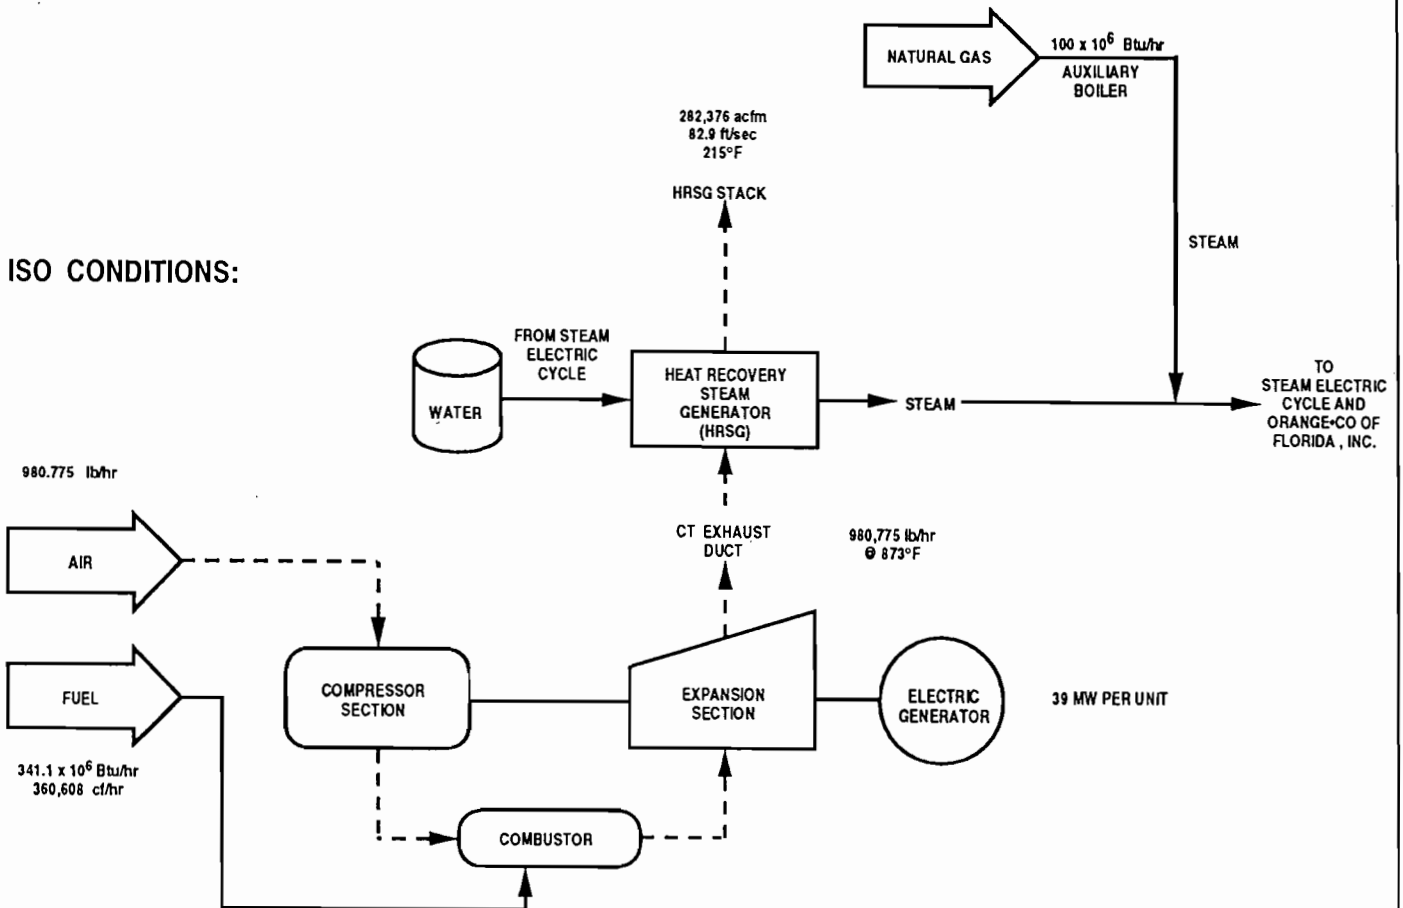 NATURAL GAS
100 x 10⁶ Btu/hr
AUXILIARY
BOILER
282,376 acfm
82.9 ft/sec
215°F
HRSG STACK
STEAM
ISO CONDITIONS:
FROM STEAM
ELECTRIC
CYCLE
WATER
HEAT RECOVERY
STEAM
GENERATOR
(HRSG)
STEAM
TO
STEAM ELECTRIC
CYCLE AND
ORANGE•CO OF
FLORIDA , INC.
980.775 lb/hr
AIR
CT EXHAUST
DUCT
980,775 lb/hr
@ 873°F
FUEL
341.1 x 10⁶ Btu/hr
360,608 cf/hr
COMPRESSOR
SECTION
EXPANSION
SECTION
ELECTRIC
GENERATOR
39 MW PER UNIT
COMBUSTOR